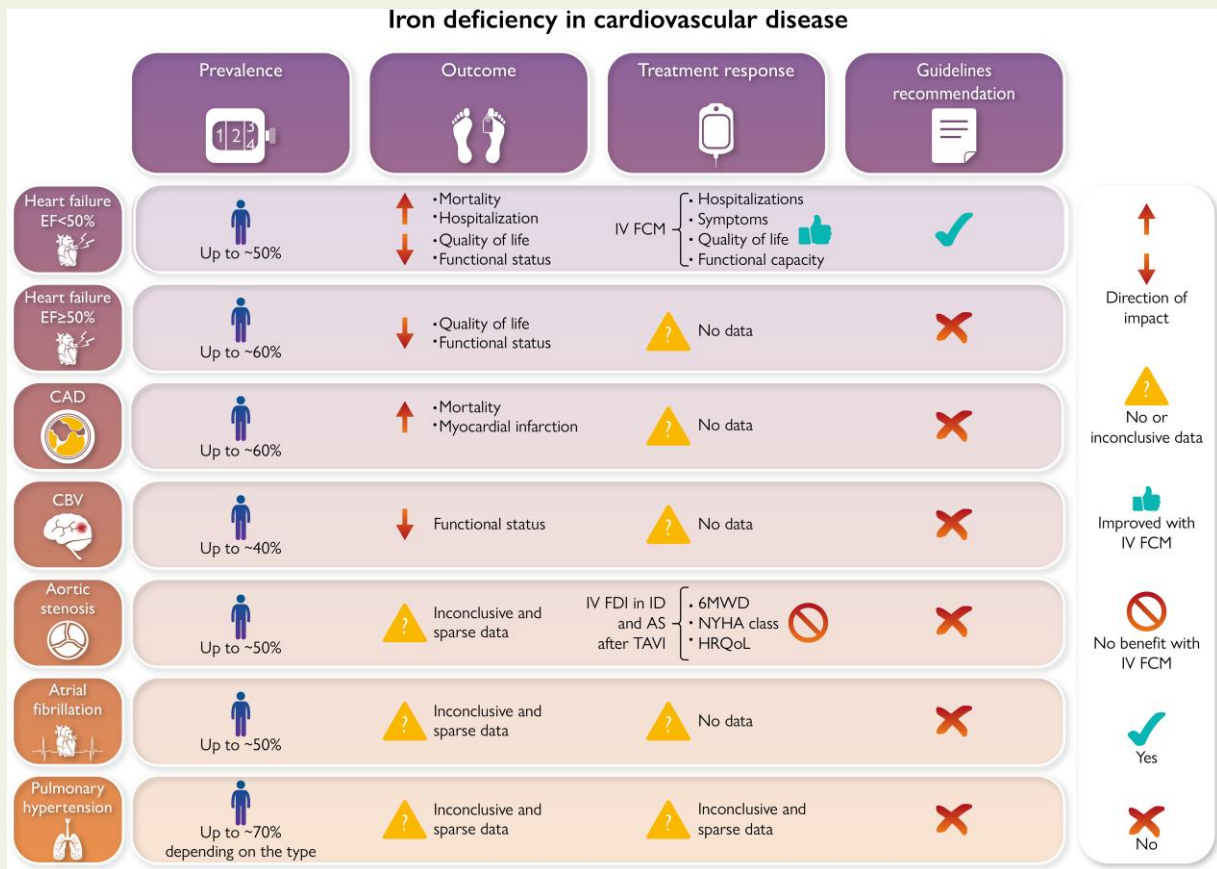 Iron deficiency in cardiovascular disease
Prevalence
1 2 3
4
Outcome
Treatment response
Guidelines
recommendation
Heart failure
EF<50%
Up to ~50%
•Mortality
•Hospitalization
•Quality of life
•Functional status
IV FCM
• Hospitalizations
• Symptoms
• Quality of life
• Functional capacity
Heart failure
EF≥50%
Up to ~60%
•Quality of life
•Functional status
?
No data
CAD
Up to ~60%
•Mortality
•Myocardial infarction
?
No data
CBV
Up to ~40%
Functional status
?
No data
Aortic
stenosis
Up to ~50%
?
Inconclusive and
sparse data
IV FDI in ID
and AS
after TAVI
• 6MWD
• NYHA class
• HRQoL
Atrial
fibrillation
Up to ~50%
?
Inconclusive and
sparse data
?
No data
Pulmonary
hypertension
Up to ~70%
depending on the type
?
Inconclusive and
sparse data
?
Inconclusive and
sparse data
Direction of
impact
?
No or
inconclusive data
Improved with
IV FCM
No benefit with
IV FCM
Yes
No